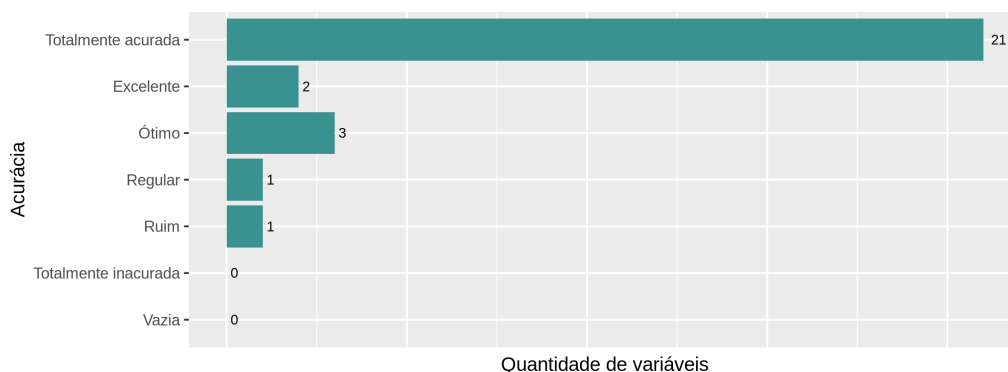 Totalmente acurada
21
Excelente
2
Ótimo
3
Regular
1
Ruim
1
Totalmente inacurada
0
Vazia
0
Acurácia
Quantidade de variáveis